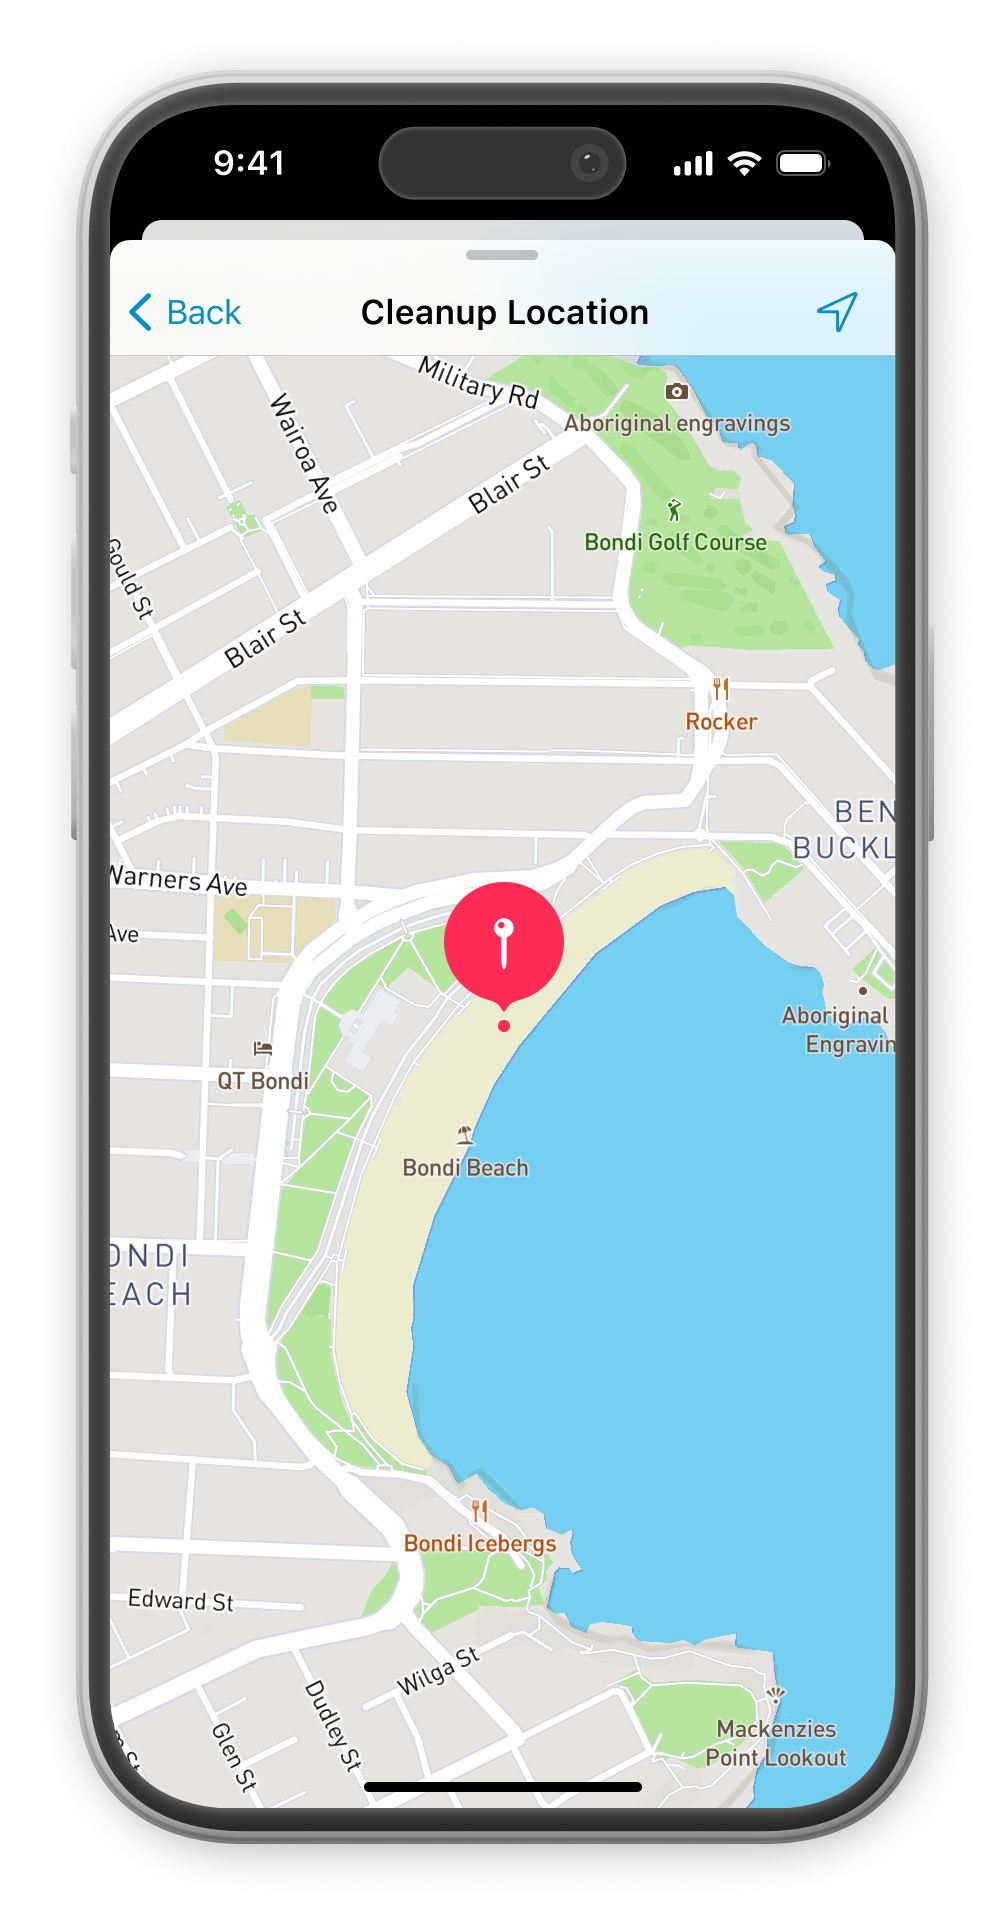 9:41
Back
Cleanup Location
Military Rd
Aboriginal engravings
Wairoa Ave
Blair St
Bondi Golf Course
Gould St
Blair St
Rocker
BEN
BUCKL
Warners Ave
Ave
Aboriginal
Engravin
QT Bondi
Bondi Beach
ONDI
EACH
Bondi Icebergs
Edward St
Wilga St
Dudley St
Glen St
Mackenzies
Point Lookout
m St